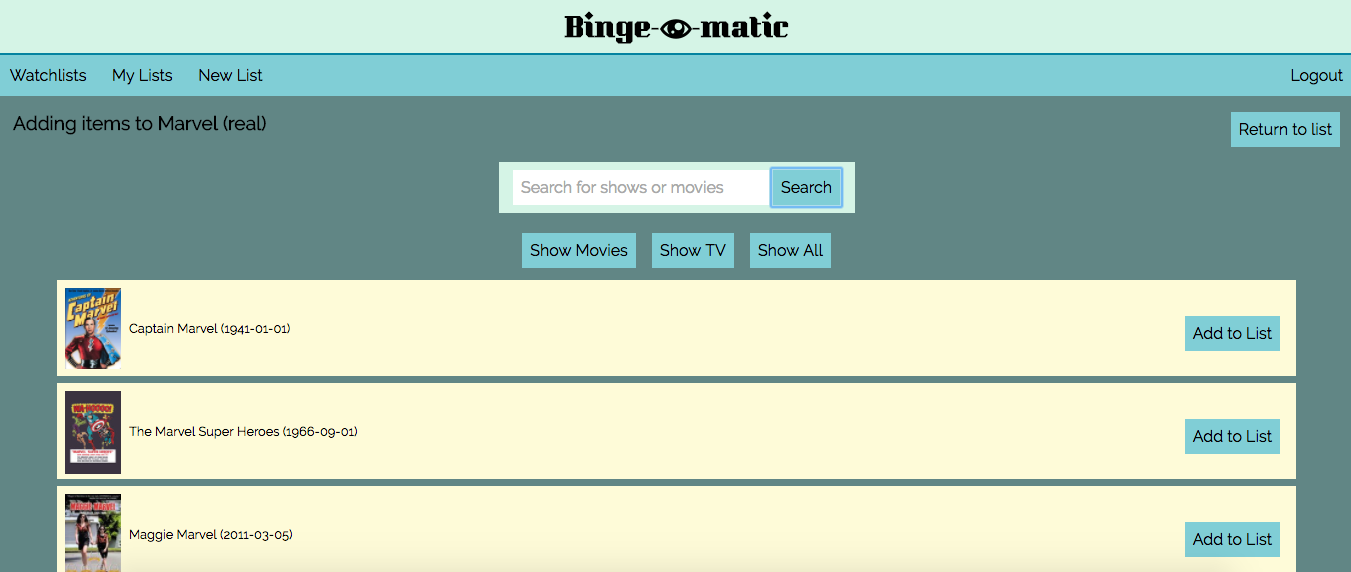 Binge-o-matic
Watchlists My Lists New List Logout
Adding items to Marvel (real)
Return to list
Search for shows or movies Search
Show Movies Show TV Show All
Captain Marvel
Captain Marvel (1941-01-01)
Add to List
The Marvel Super Heroes (1966-09-01)
Add to List
Maggie Marvel
Maggie Marvel (2011-03-05)
Add to List